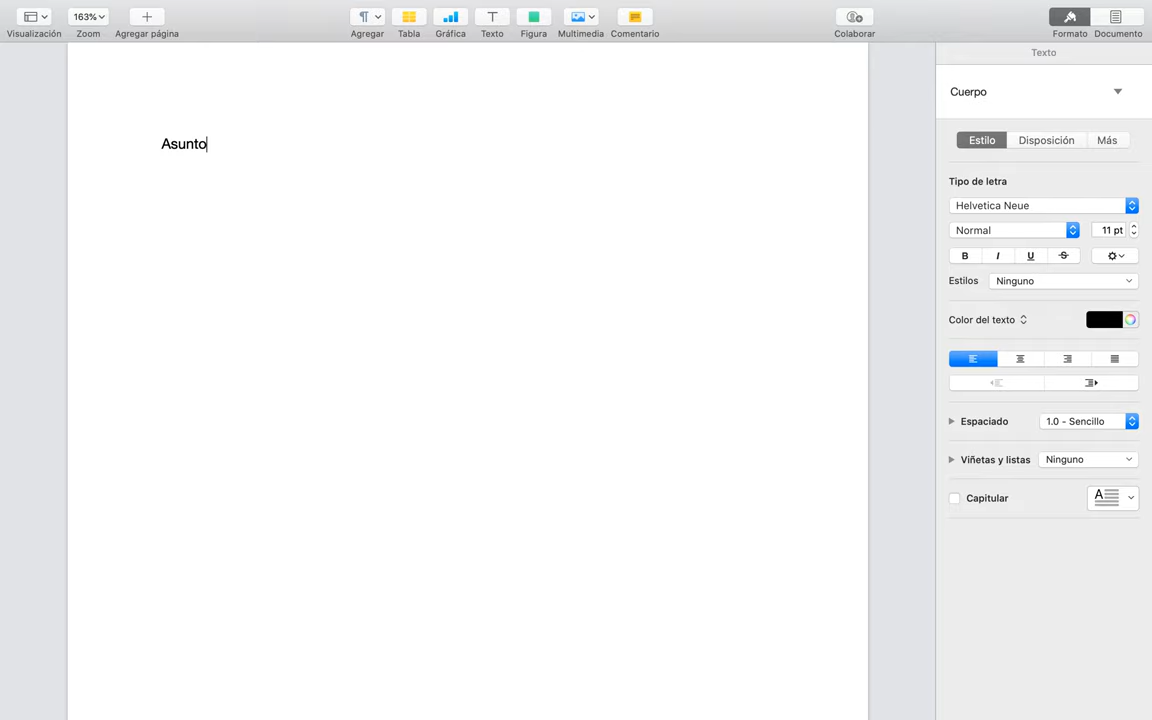 163%
Visualización Zoom Agregar página Agregar Tabla Gráfica Texto Figura Multimedia Comentario Colaborar Formato Documento
Texto
Cuerpo
Asunto
Estilo Disposición Más
Tipo de letra
Helvetica Neue
Normal 11 pt
B I U S
Estilos Ninguno
Color del texto
Espaciado 1.0 - Sencillo
Viñetas y listas Ninguno
Capitular A